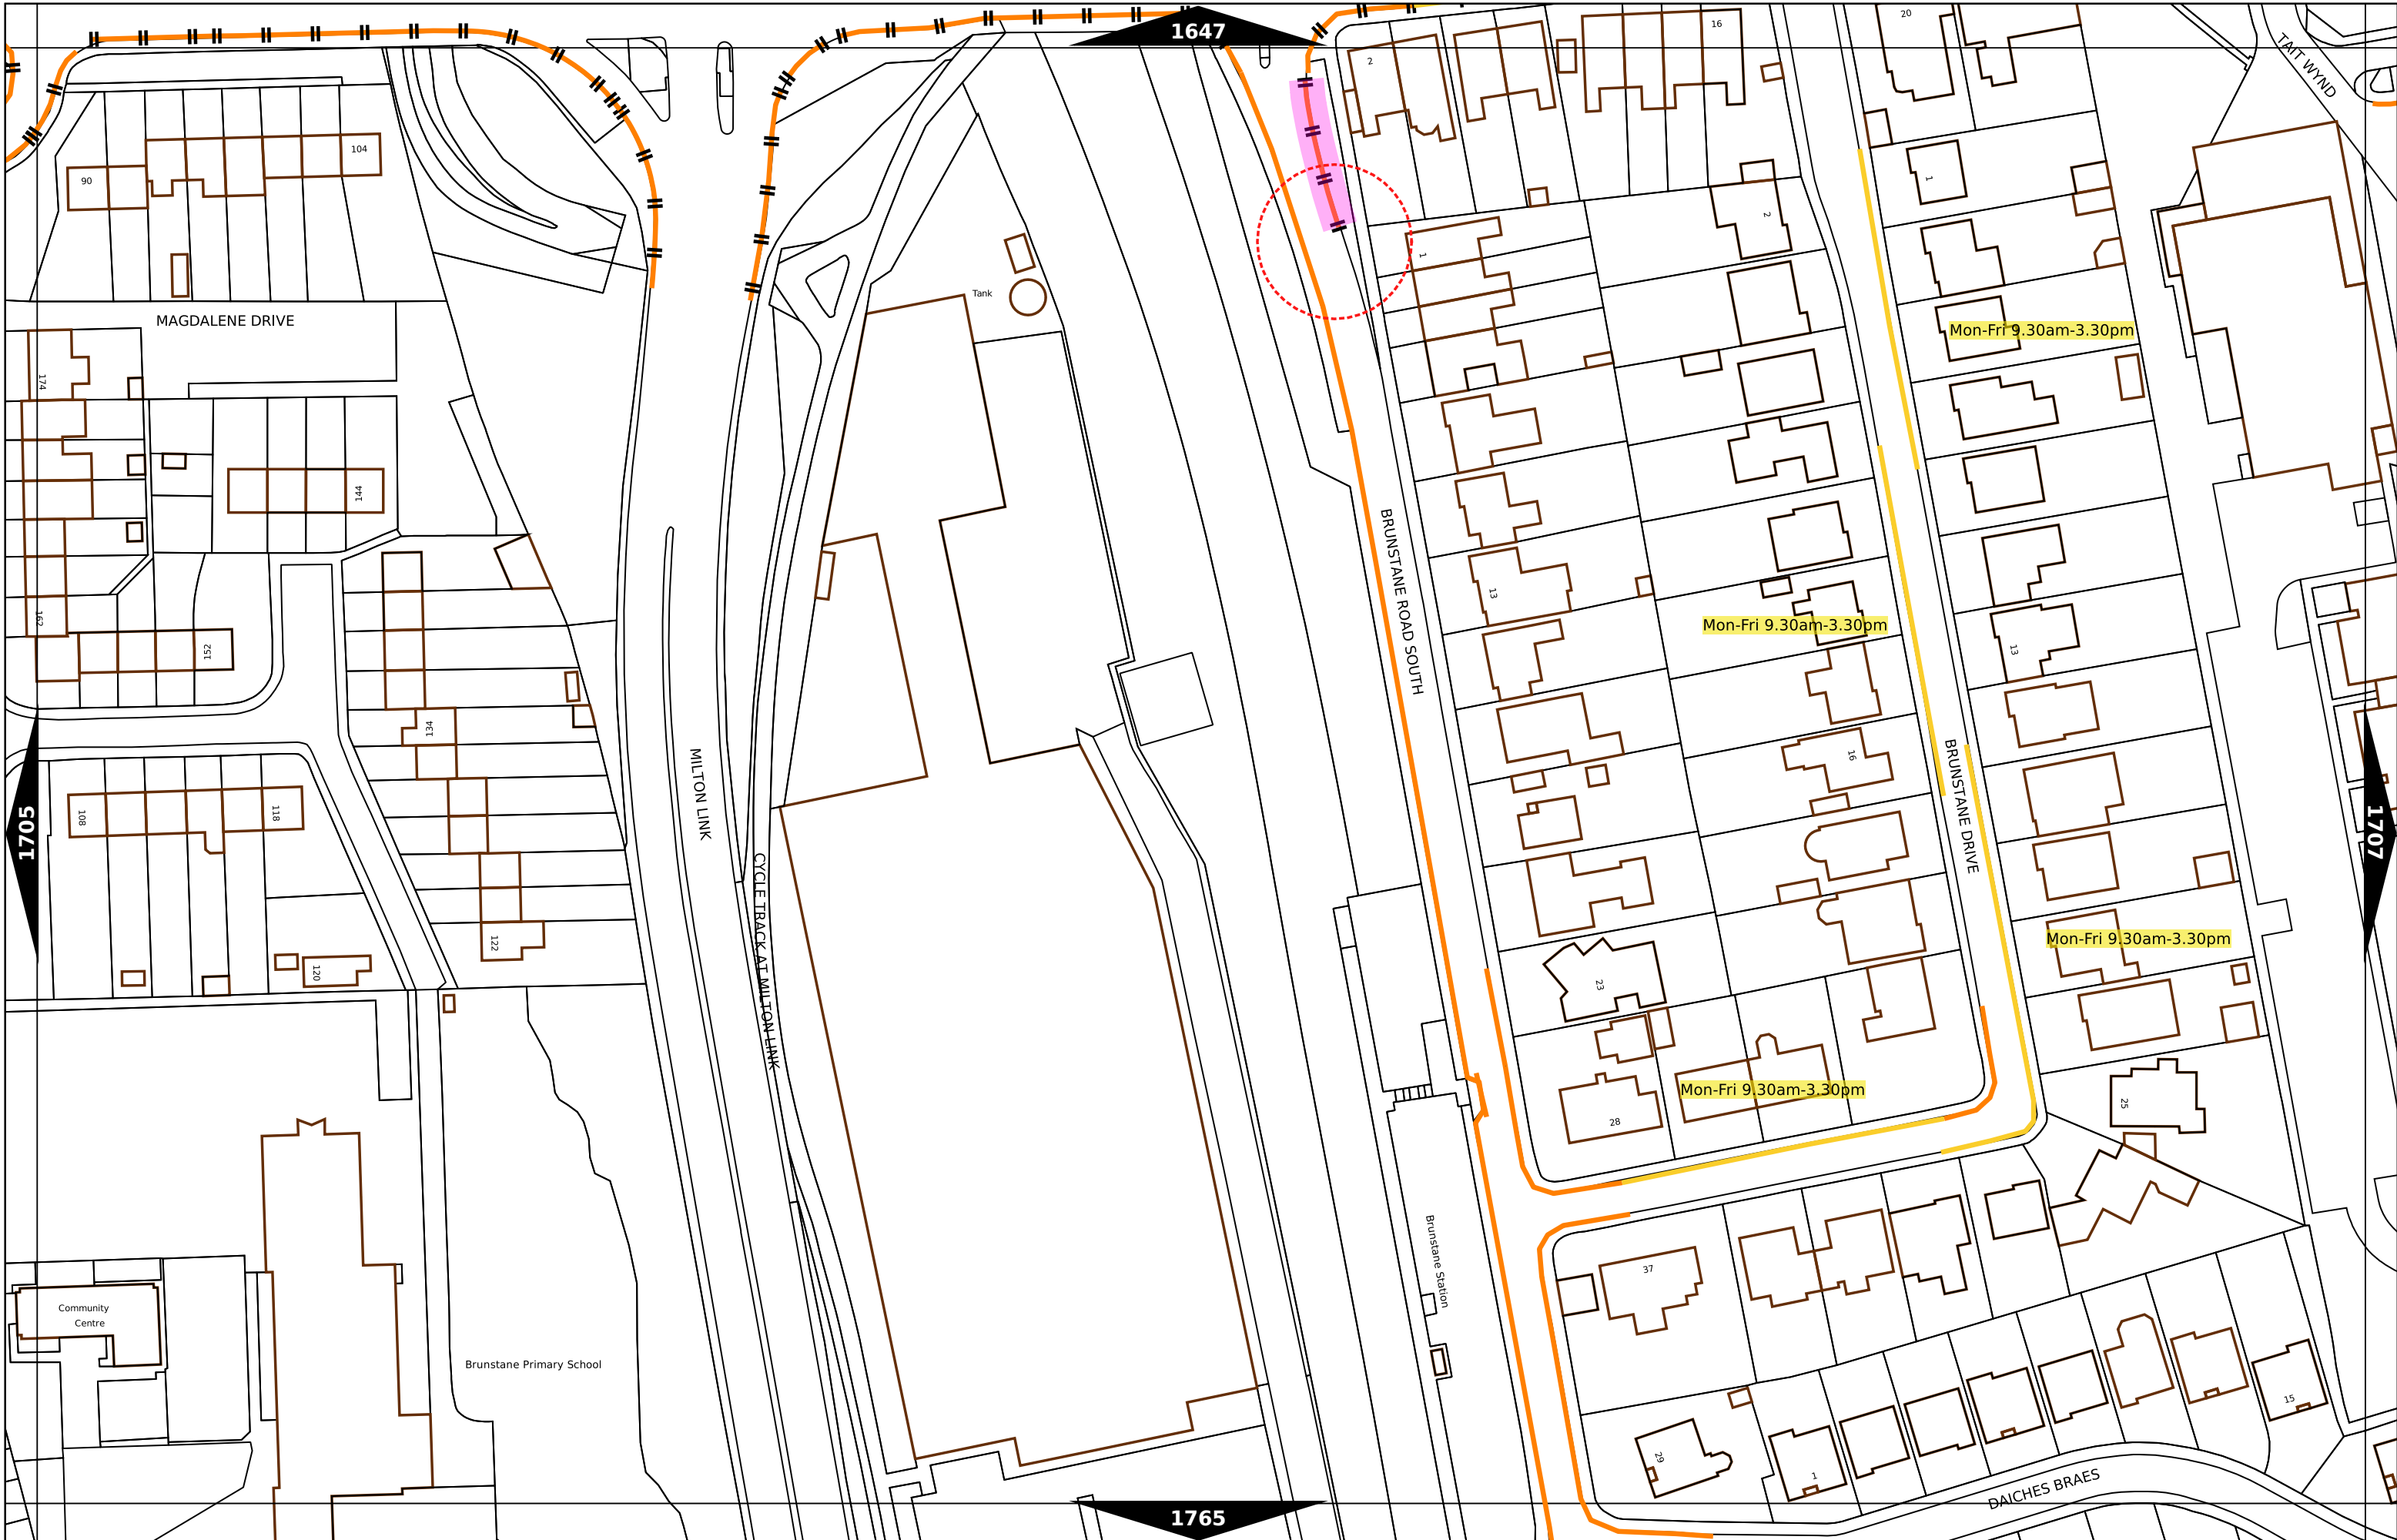 1647
16
20
TAIT WYND
2
104
90
1
2
1
Tank
MAGDALENE DRIVE
Mon-Fri 9.30am-3.30pm
174
144
BRUNSTANE ROAD SOUTH
13
162
Mon-Fri 9.30am-3.30pm
152
13
134
16
MILTON LINK
BRUNSTANE DRIVE
1705
108
118
1707
CYCLE TRACK AT MILTON LINK
122
Mon-Fri 9.30am-3.30pm
120
23
Mon-Fri 9.30am-3.30pm
25
28
Brunstane Station
37
Community
Centre
Brunstane Primary School
15
29
1
DAICHES BRAES
1765